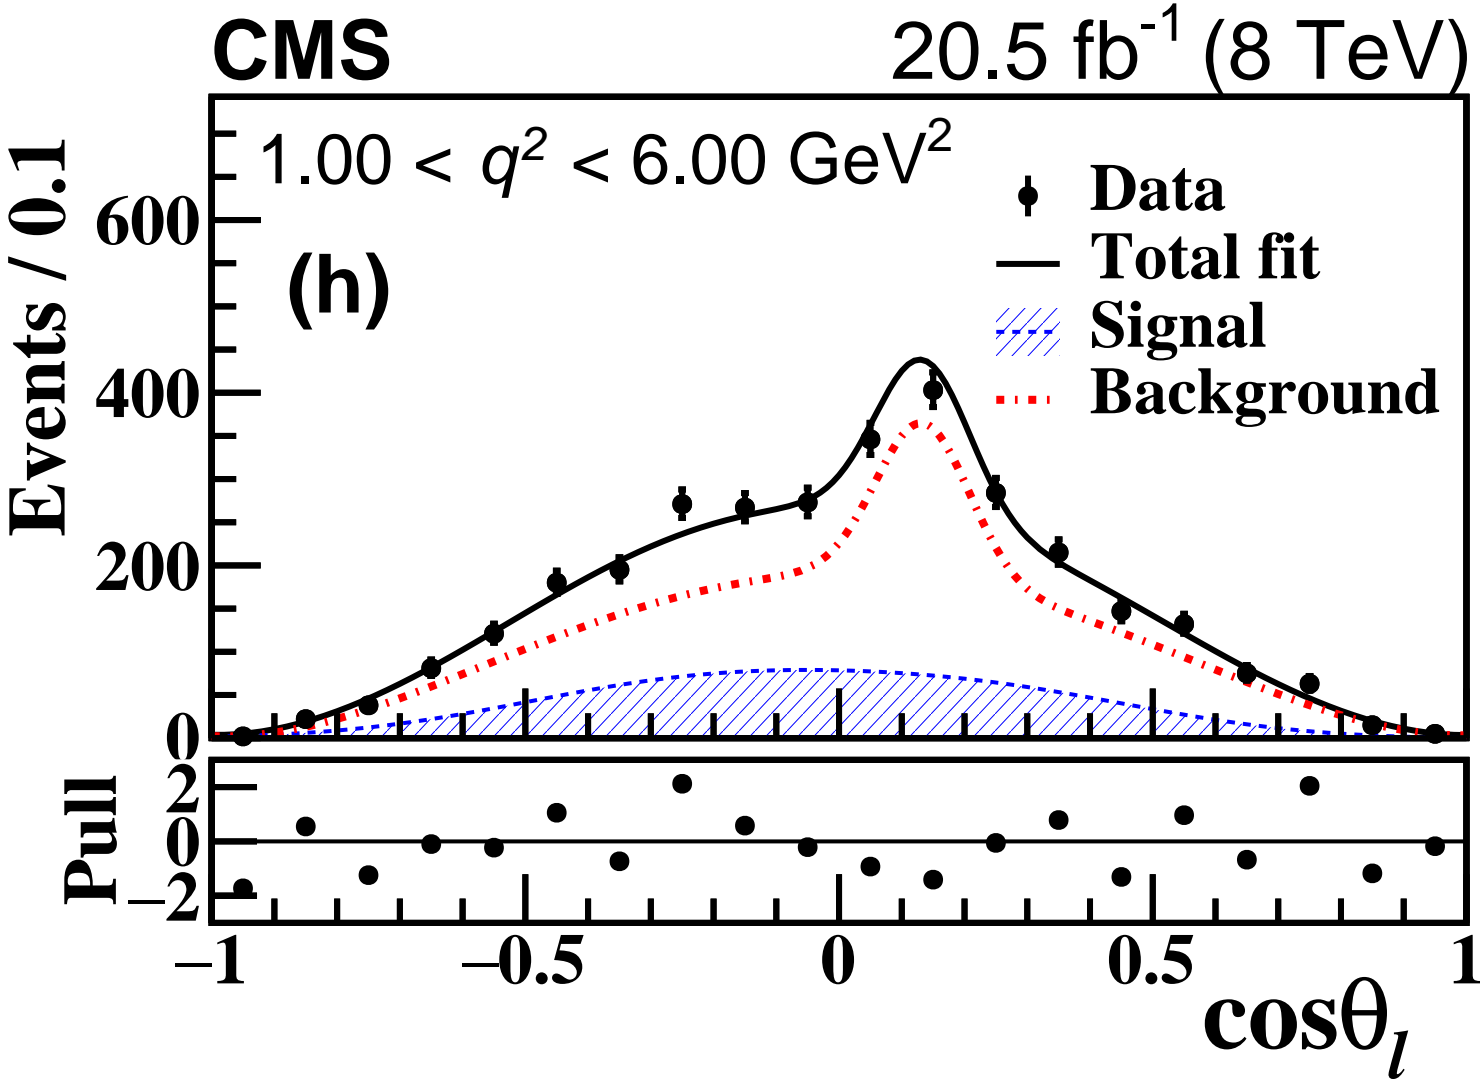 CMS 20.5 fb⁻¹ (8 TeV)
1.00 < q² < 6.00 GeV²
(h)
Data
Total fit
Signal
Background
Events / 0.1
600
400
200
0
Pull
2
0
−2
−1 −0.5 0 0.5 1
cosθ_l